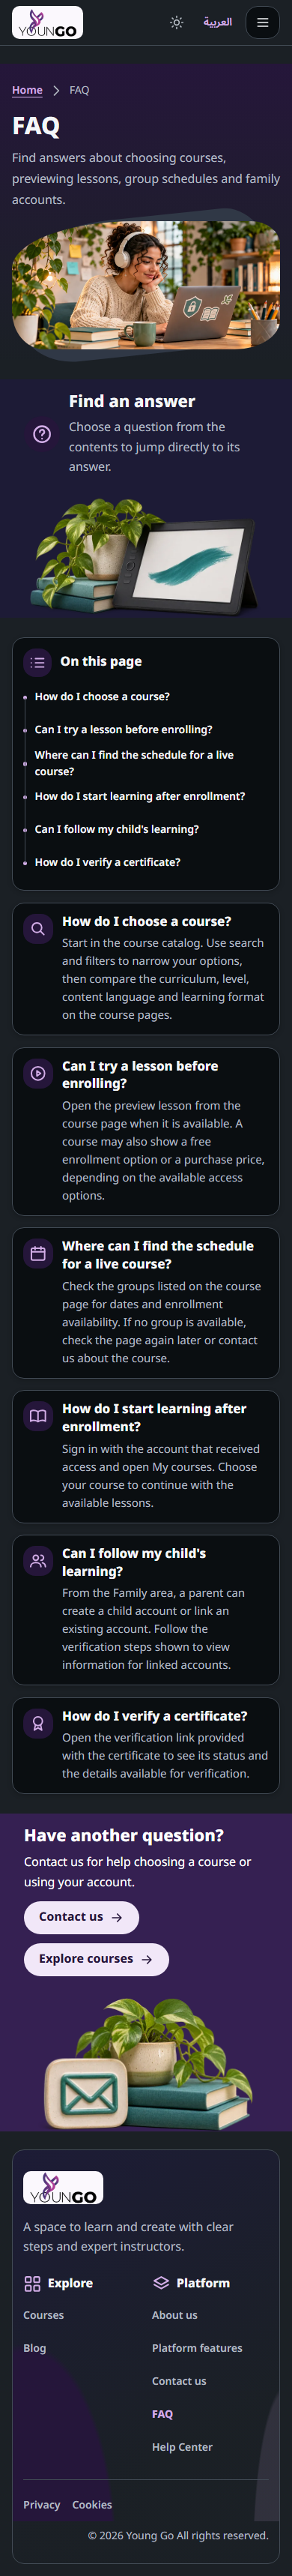 YOUNGO
العربية
Home > FAQ
FAQ
Find answers about choosing courses,
previewing lessons, group schedules and family
accounts.
Find an answer
Choose a question from the
contents to jump directly to its
answer.
On this page
How do I choose a course?
Can I try a lesson before enrolling?
Where can I find the schedule for a live
course?
How do I start learning after enrollment?
Can I follow my child's learning?
How do I verify a certificate?
How do I choose a course?
Start in the course catalog. Use search
and filters to narrow your options,
then compare the curriculum, level,
content language and learning format
on the course pages.
Can I try a lesson before
enrolling?
Open the preview lesson from the
course page when it is available. A
course may also show a free
enrollment option or a purchase price,
depending on the available access
options.
Where can I find the schedule
for a live course?
Check the groups listed on the course
page for dates and enrollment
availability. If no group is available,
check the page again later or contact
us about the course.
How do I start learning after
enrollment?
Sign in with the account that received
access and open My courses. Choose
your course to continue with the
available lessons.
Can I follow my child's
learning?
From the Family area, a parent can
create a child account or link an
existing account. Follow the
verification steps shown to view
information for linked accounts.
How do I verify a certificate?
Open the verification link provided
with the certificate to see its status and
the details available for verification.
Have another question?
Contact us for help choosing a course or
using your account.
Contact us →
Explore courses →
YOUNGO
A space to learn and create with clear
steps and expert instructors.
Explore
Courses
Blog
Platform
About us
Platform features
Contact us
FAQ
Help Center
Privacy Cookies
© 2026 Young Go All rights reserved.